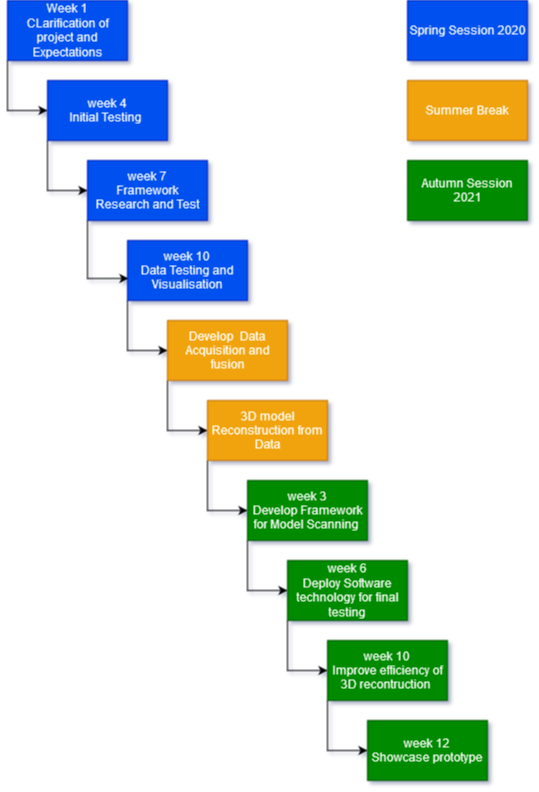 Week 1
CLarification of
project and
Expectations
Spring Session 2020
week 4
Initial Testing
Summer Break
week 7
Framework
Research and Test
Autumn Session
2021
week 10
Data Testing and
Visualisation
Develop Data
Acquisition and
fusion
3D model
Reconstruction from
Data
week 3
Develop Framework
for Model Scanning
week 6
Deploy Software
technology for final
testing
week 10
Improve efficiency of
3D recontruction
week 12
Showcase prototype